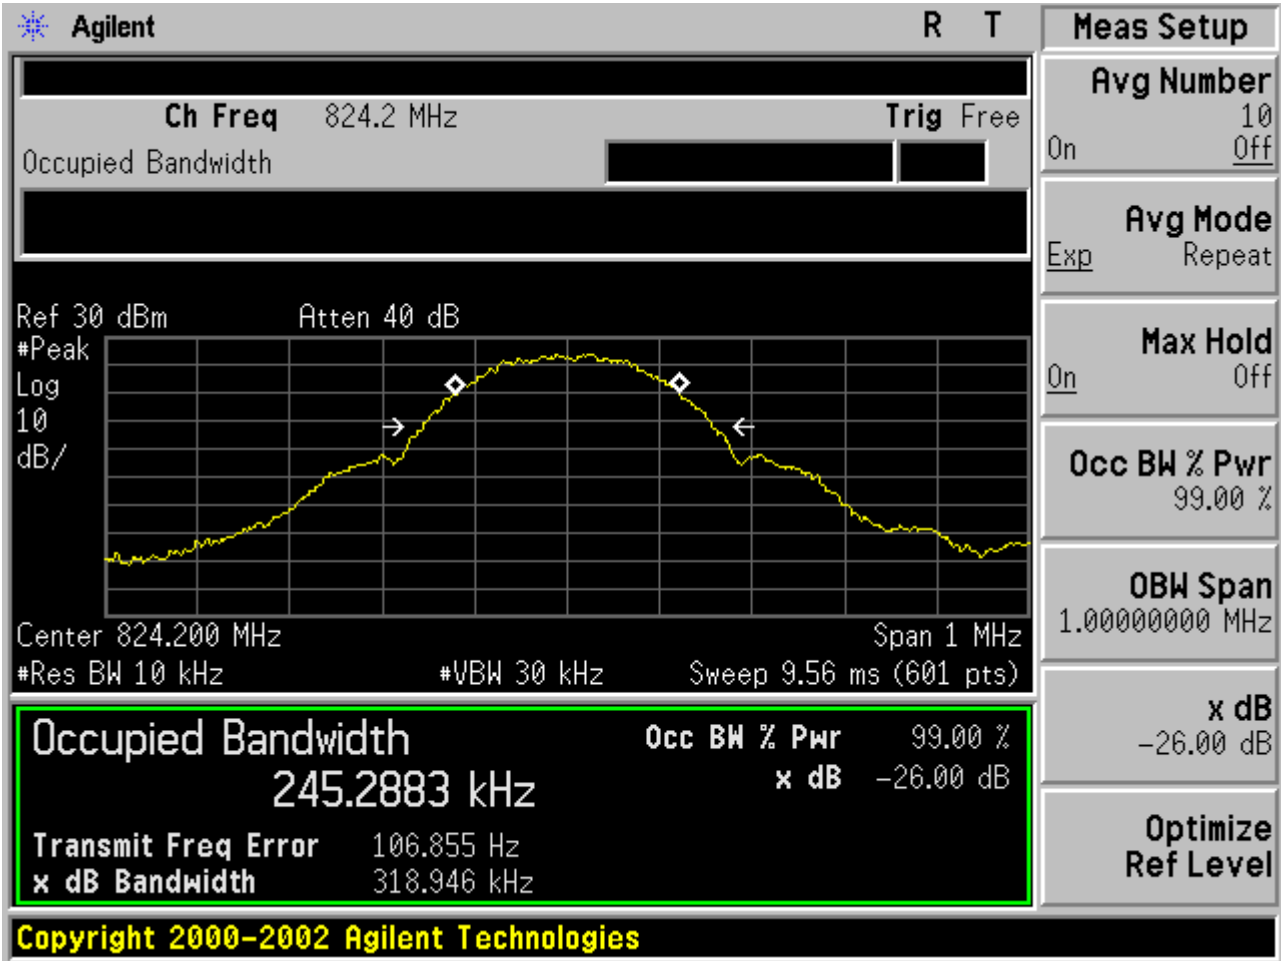 Agilent R T
Ch Freq 824.2 MHz Trig Free
Occupied Bandwidth
Ref 30 dBm Atten 40 dB
#Peak
Log
10
dB/
Center 824.200 MHz Span 1 MHz
#Res BW 10 kHz #VBW 30 kHz Sweep 9.56 ms (601 pts)
Occupied Bandwidth
245.2883 kHz
Occ BW % Pwr 99.00 %
x dB -26.00 dB
Transmit Freq Error 106.855 Hz
x dB Bandwidth 318.946 kHz
Copyright 2000-2002 Agilent Technologies
Meas Setup
Avg Number
10
On Off
Avg Mode
Exp Repeat
Max Hold
On Off
Occ BW % Pwr
99.00 %
OBW Span
1.00000000 MHz
x dB
-26.00 dB
Optimize
Ref Level